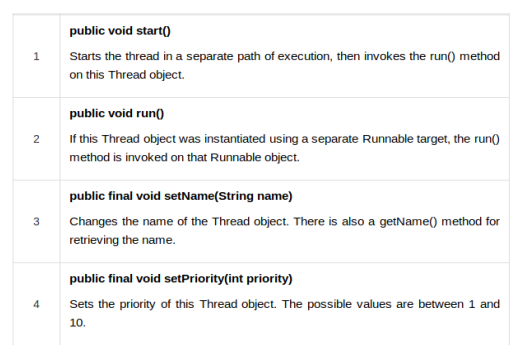 public void start()
1
Starts the thread in a separate path of execution, then invokes the run() method
on this Thread object.
public void run()
2
If this Thread object was instantiated using a separate Runnable target, the run()
method is invoked on that Runnable object.
public final void setName(String name)
3
Changes the name of the Thread object. There is also a getName() method for
retrieving the name.
public final void setPriority(int priority)
4
Sets the priority of this Thread object. The possible values are between 1 and
10.